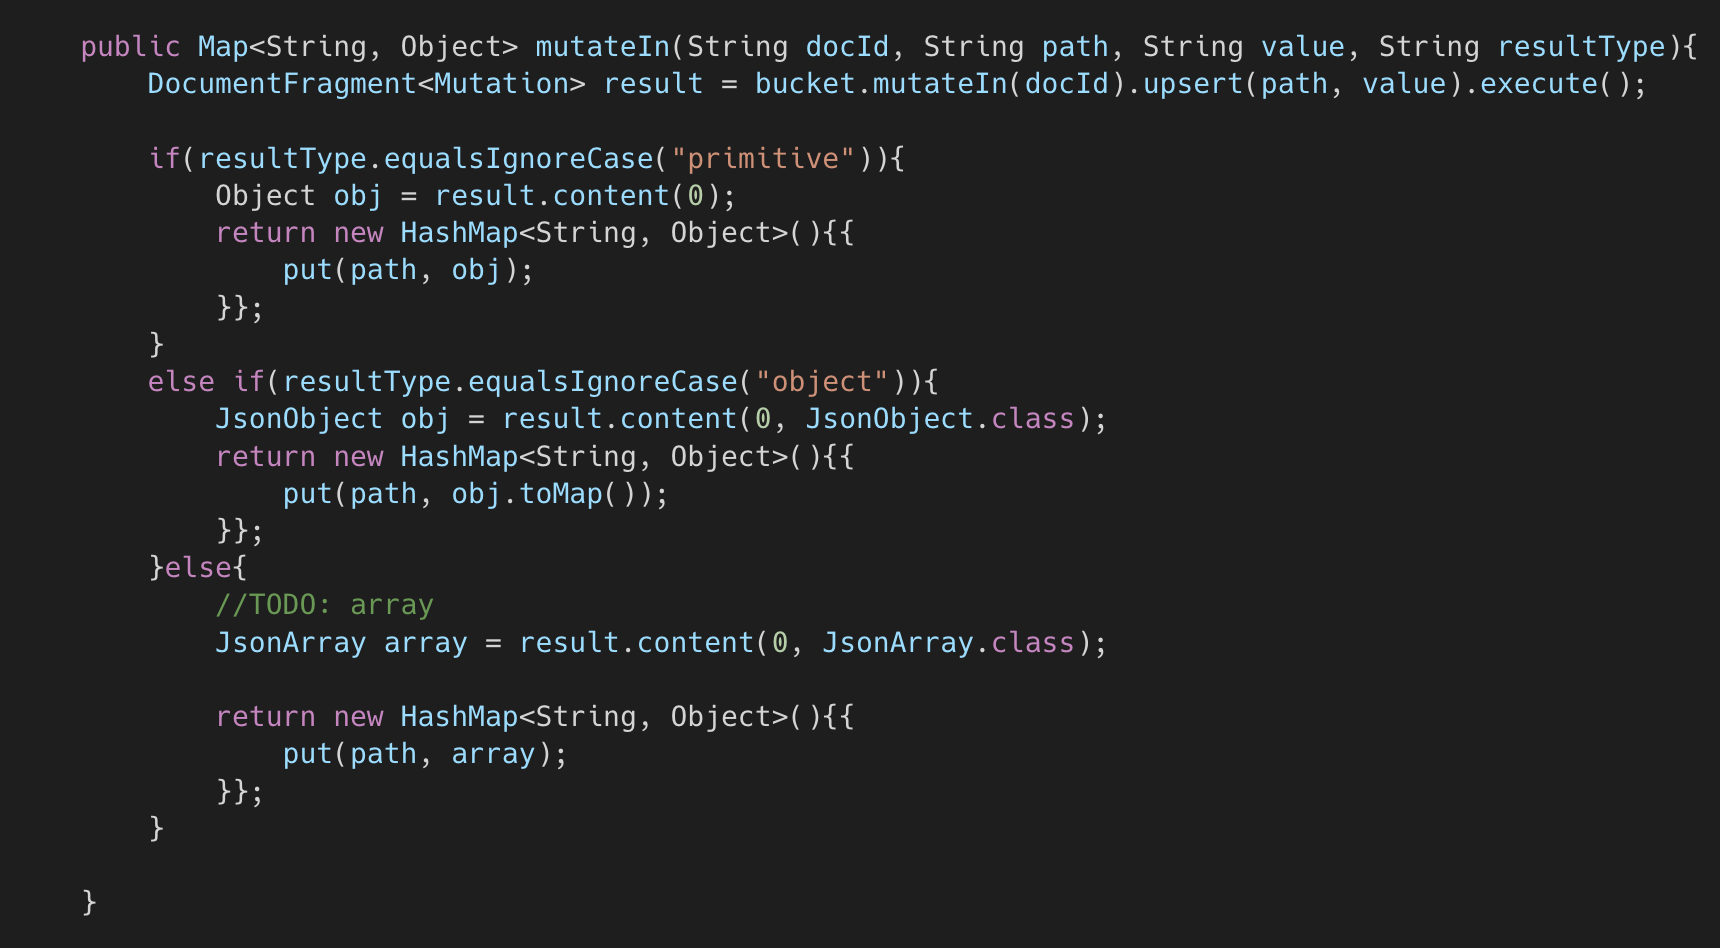 public Map<String, Object> mutateIn(String docId, String path, String value, String resultType){
DocumentFragment<Mutation> result = bucket.mutateIn(docId).upsert(path, value).execute();
if(resultType.equalsIgnoreCase("primitive")){
Object obj = result.content(0);
return new HashMap<String, Object>(){{
put(path, obj);
}};
}
else if(resultType.equalsIgnoreCase("object")){
JsonObject obj = result.content(0, JsonObject.class);
return new HashMap<String, Object>(){{
put(path, obj.toMap());
}};
}else{
//TODO: array
JsonArray array = result.content(0, JsonArray.class);
return new HashMap<String, Object>(){{
put(path, array);
}};
}
}